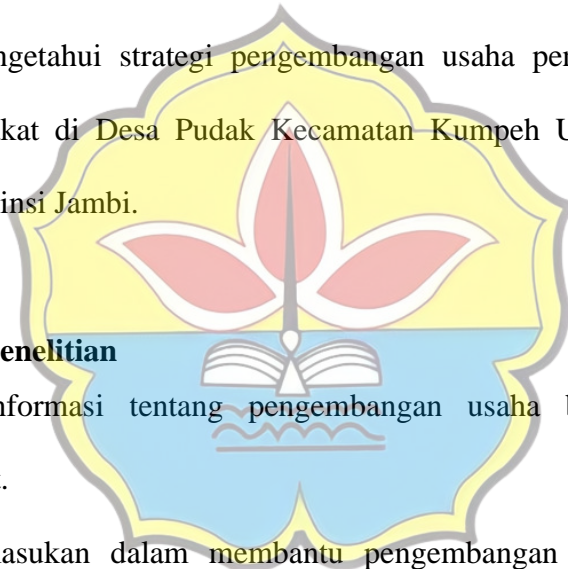 ngetahui strategi pengembangan usaha per
kat di Desa Pudak Kecamatan Kumpeh U
insi Jambi.
enelitian
nformasi tentang pengembangan usaha b
asukan dalam membantu pengembangan